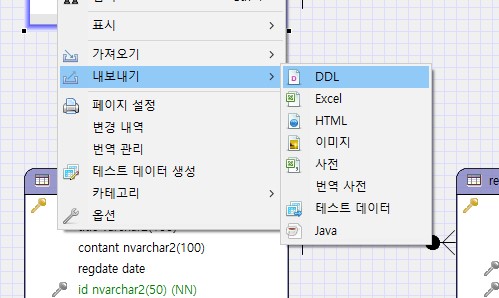 표시
가져오기
내보내기
DDL
Excel
HTML
이미지
사전
번역 사전
테스트 데이터
Java
페이지 설정
변경 내역
번역 관리
테스트 데이터 생성
카테고리
옵션
contant nvarchar2(100)
regdate date
id nvarchar2(50) (NN)